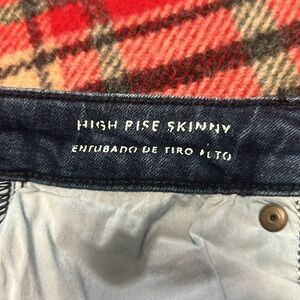 HIGH RISE SKINNY
ENTUBADO DE TIRO ALTO